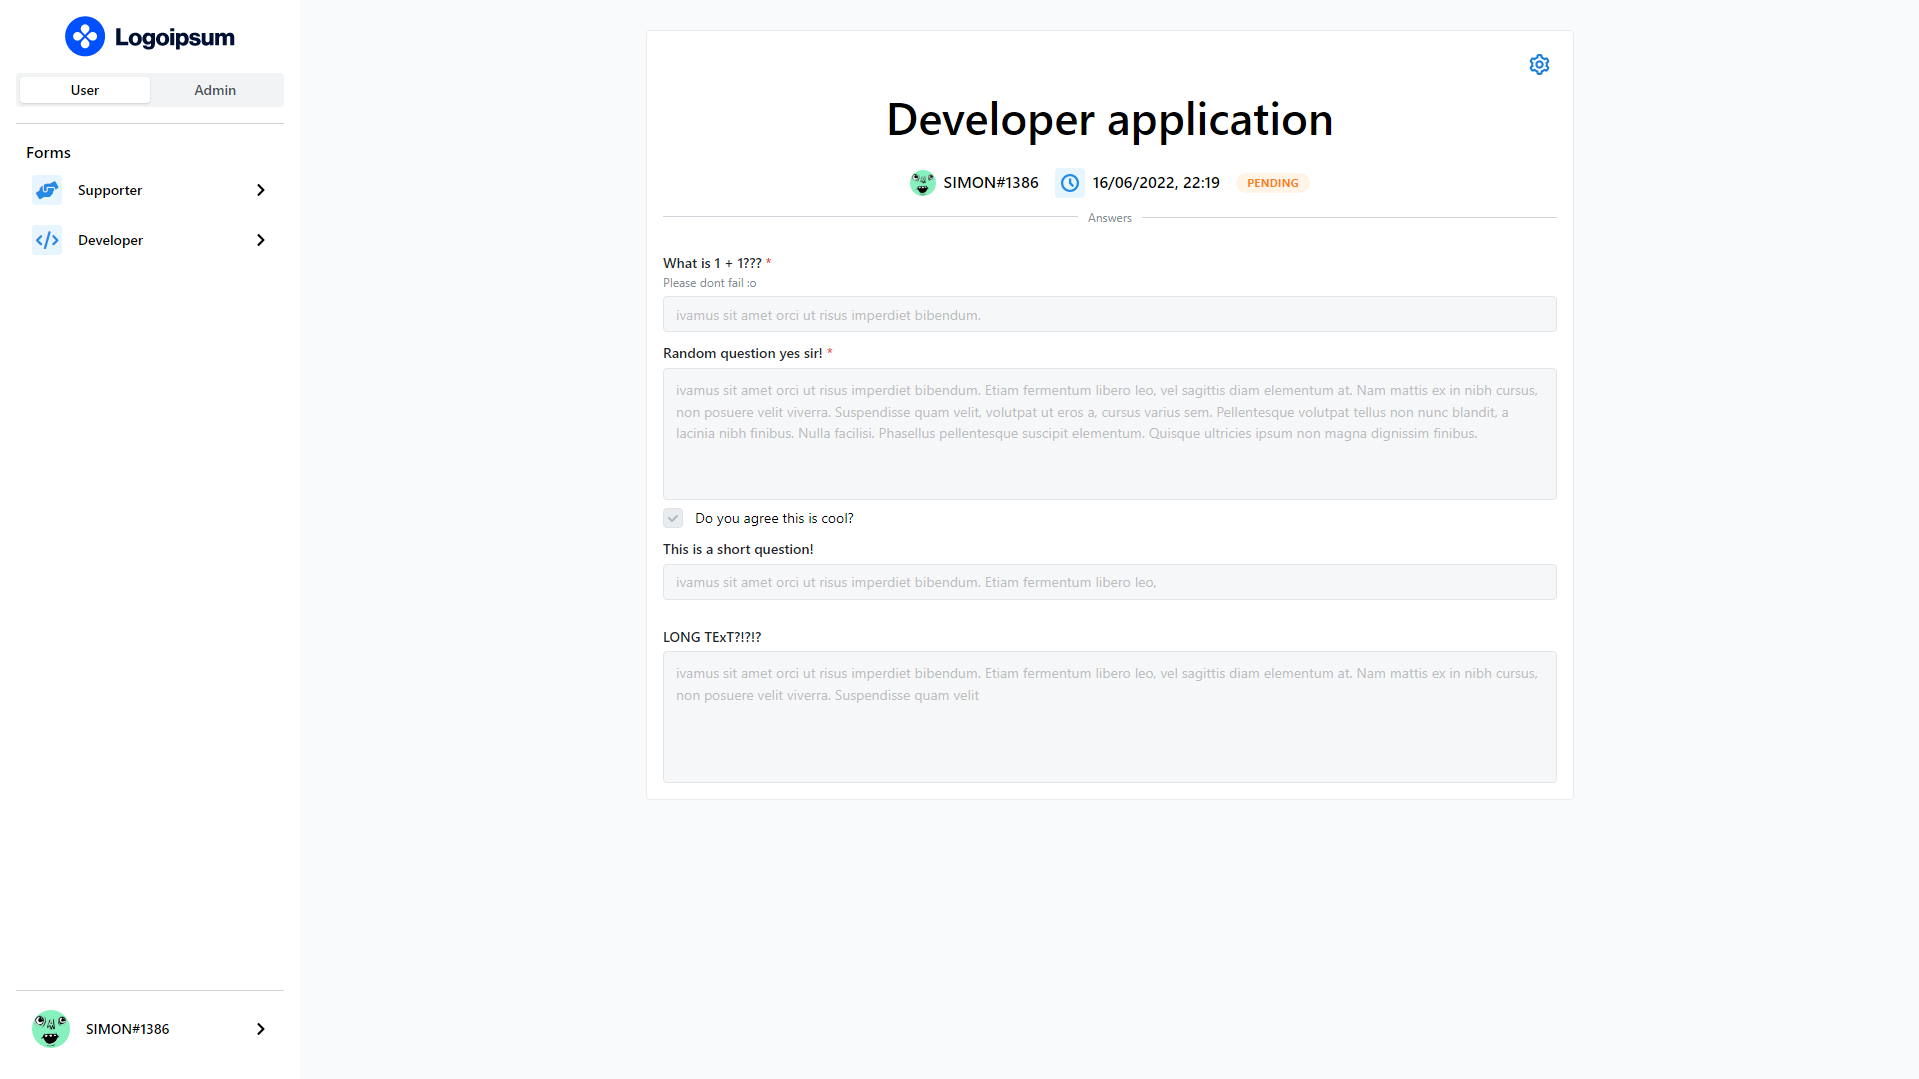 Logoipsum
User
Admin
Forms
Supporter
Developer
SIMON#1386
Developer application
SIMON#1386 16/06/2022, 22:19 PENDING
Answers
What is 1 + 1??? *
Please dont fail :o
ivamus sit amet orci ut risus imperdiet bibendum.
Random question yes sir! *
ivamus sit amet orci ut risus imperdiet bibendum. Etiam fermentum libero leo, vel sagittis diam elementum at. Nam mattis ex in nibh cursus,
non posuere velit viverra. Suspendisse quam velit, volutpat ut eros a, cursus varius sem. Pellentesque volutpat tellus non nunc blandit, a
lacinia nibh finibus. Nulla facilisi. Phasellus pellentesque suscipit elementum. Quisque ultricies ipsum non magna dignissim finibus.
Do you agree this is cool?
This is a short question!
ivamus sit amet orci ut risus imperdiet bibendum. Etiam fermentum libero leo,
LONG TExT?!?!?
ivamus sit amet orci ut risus imperdiet bibendum. Etiam fermentum libero leo, vel sagittis diam elementum at. Nam mattis ex in nibh cursus,
non posuere velit viverra. Suspendisse quam velit